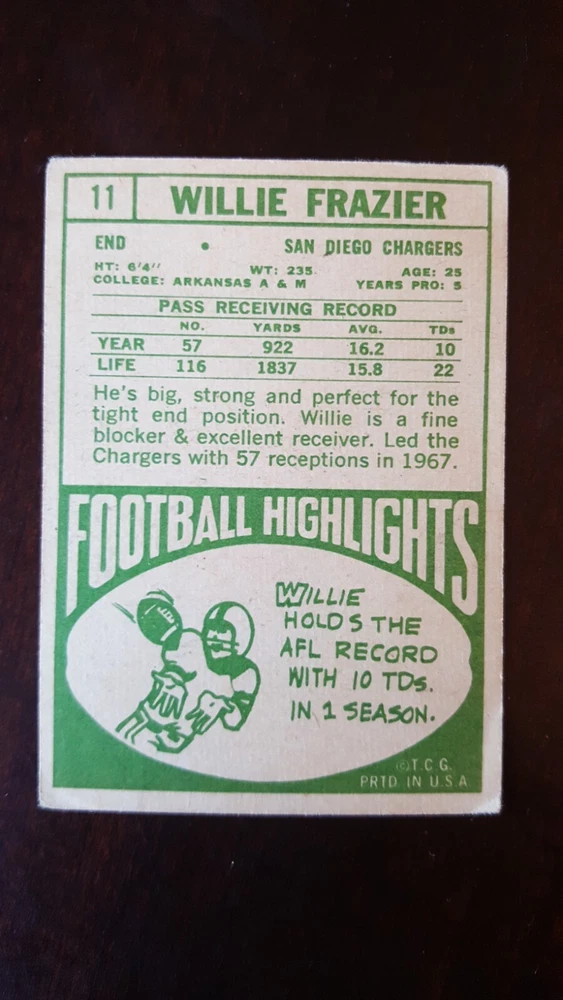 11 WILLIE FRAZIER
END • SAN DIEGO CHARGERS
HT: 6'4" WT: 235 AGE: 25
COLLEGE: ARKANSAS A & M YEARS PRO: 5
PASS RECEIVING RECORD
NO. YARDS AVG. TDs
YEAR 57 922 16.2 10
LIFE 116 1837 15.8 22
He's big, strong and perfect for the
tight end position. Willie is a fine
blocker & excellent receiver. Led the
Chargers with 57 receptions in 1967.
FOOTBALL HIGHLIGHTS
WILLIE
HOLDS THE
AFL RECORD
WITH 10 TDs.
IN 1 SEASON.
©T.C.G.
PRTD. IN U.S.A.